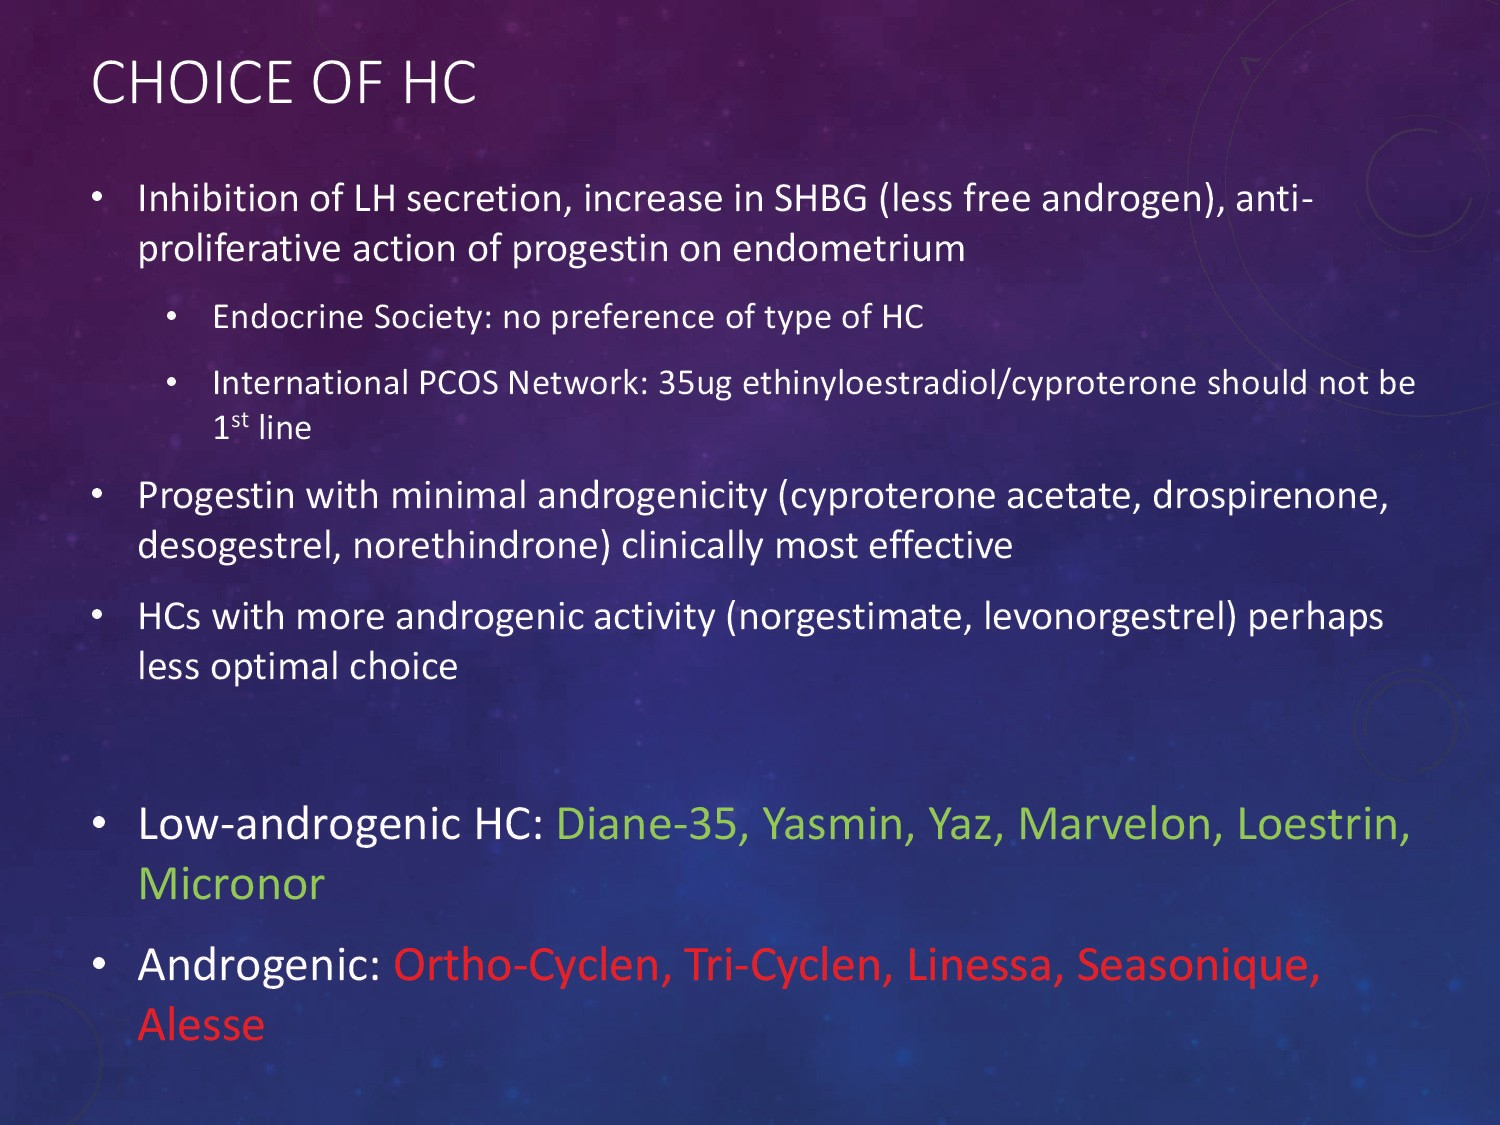 CHOICE OF HC
• Inhibition of LH secretion, increase in SHBG (less free androgen), anti-
proliferative action of progestin on endometrium
• Endocrine Society: no preference of type of HC
• International PCOS Network: 35ug ethinyloestradiol/cyproterone should not be
1st line
• Progestin with minimal androgenicity (cyproterone acetate, drospirenone,
desogestrel, norethindrone) clinically most effective
• HCs with more androgenic activity (norgestimate, levonorgestrel) perhaps
less optimal choice
• Low-androgenic HC: Diane-35, Yasmin, Yaz, Marvelon, Loestrin,
Micronor
• Androgenic: Ortho-Cyclen, Tri-Cyclen, Linessa, Seasonique,
Alesse